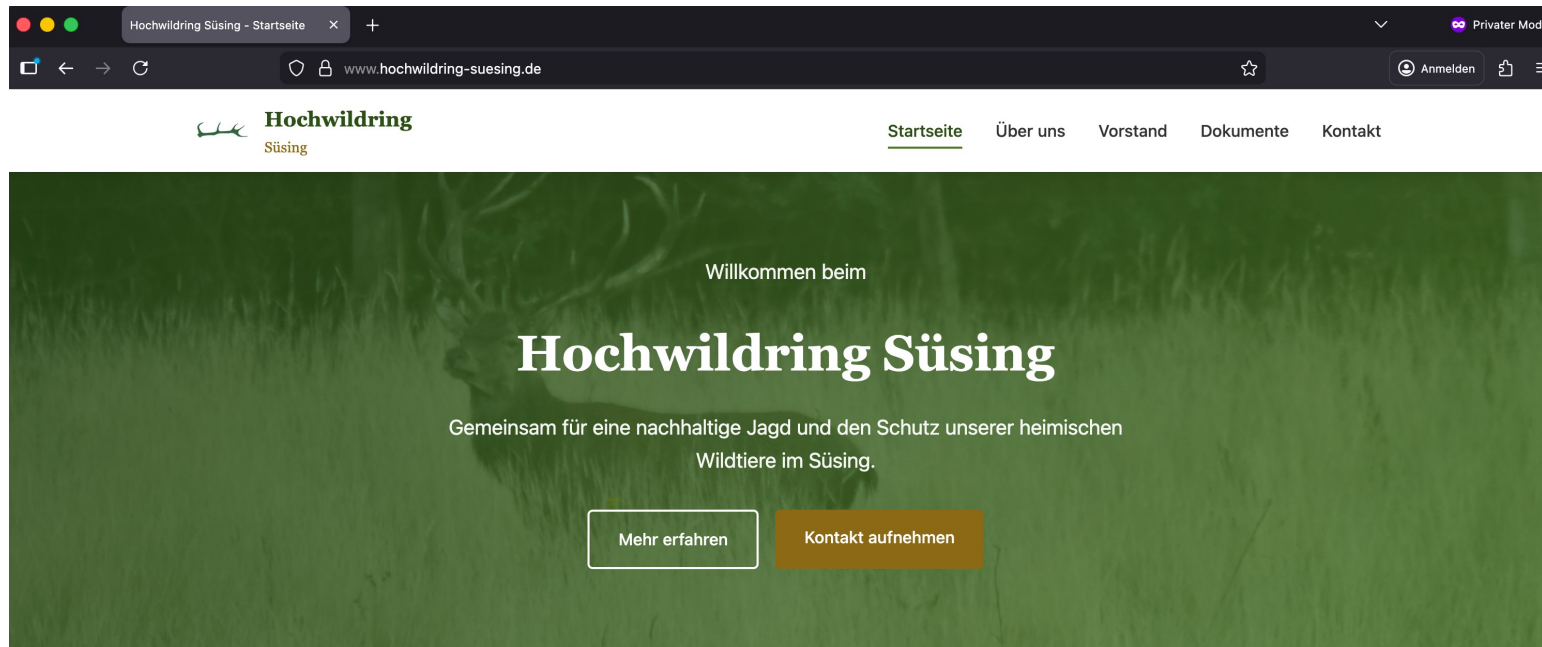 Hochwildring Süsing - Startseite
Privater Mod
www.hochwildring-suesing.de
Anmelden
Hochwildring
Süsing
Startseite Über uns Vorstand Dokumente Kontakt
Willkommen beim
Hochwildring Süsing
Gemeinsam für eine nachhaltige Jagd und den Schutz unserer heimischen
Wildtiere im Süsing.
Mehr erfahren Kontakt aufnehmen